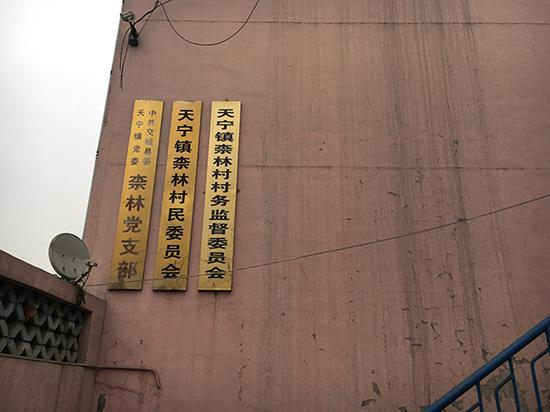 中共交城县委
天宁镇党委
柰林党支部
天宁镇柰林村民委员会
天宁镇柰林村村务监督委员会